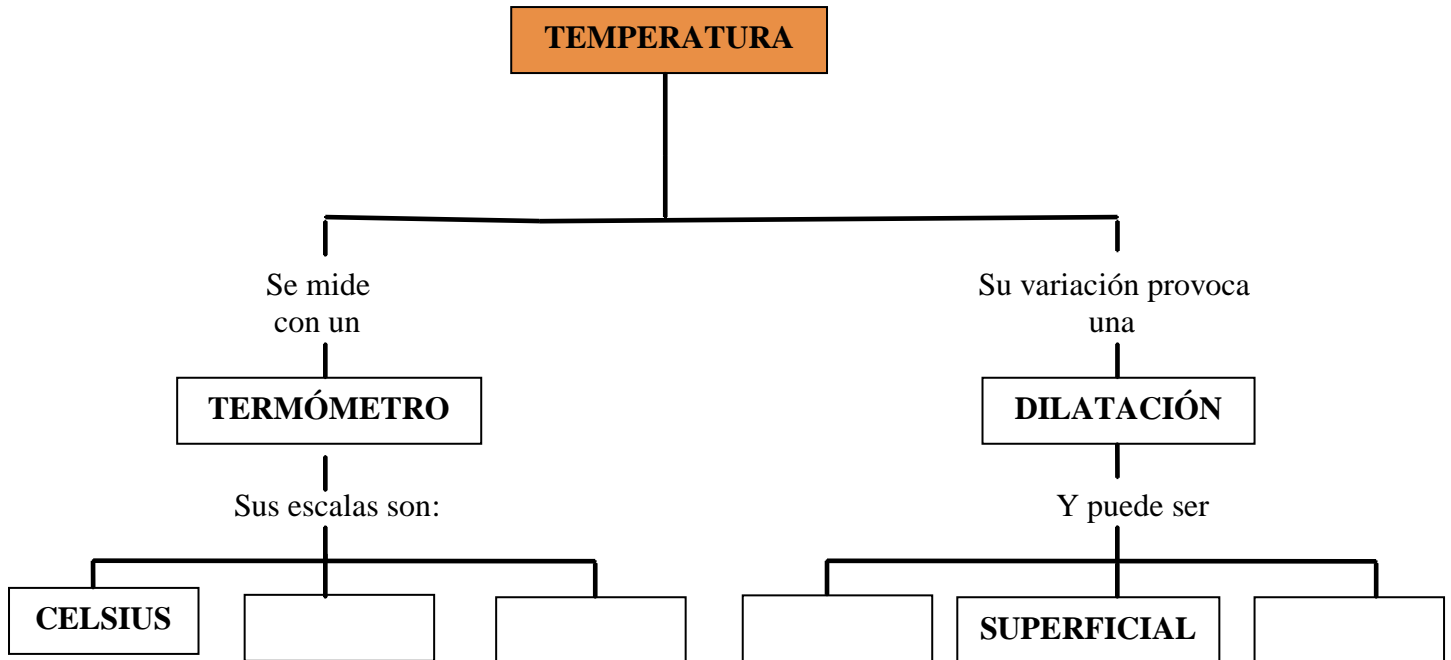 TEMPERATURA
Se mide
con un
Su variación provoca
una
TERMÓMETRO
DILATACIÓN
Sus escalas son:
Y puede ser
CELSIUS
SUPERFICIAL